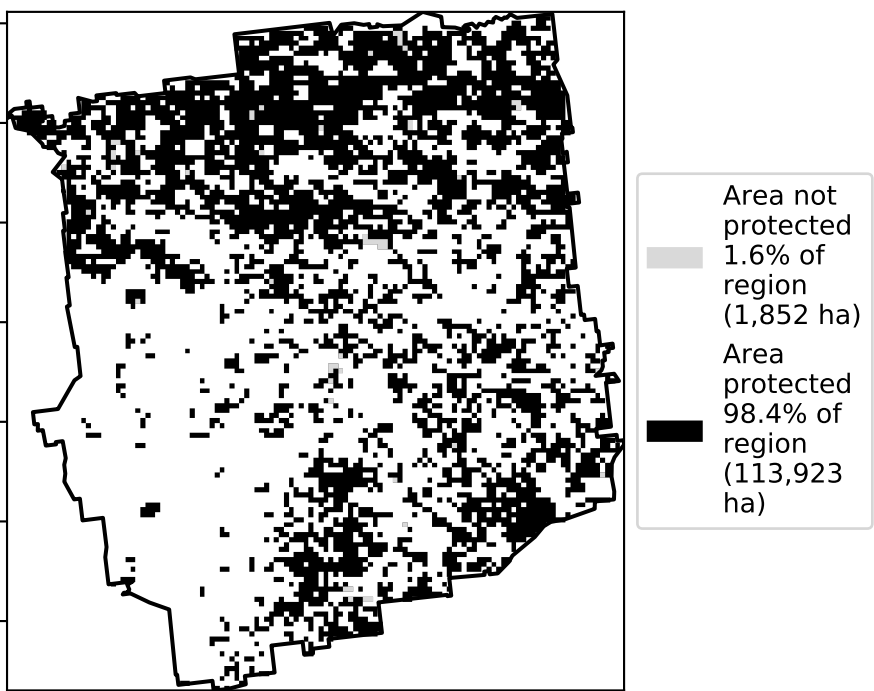 Area not
protected
1.6% of
region
(1,852 ha)
Area
protected
98.4% of
region
(113,923
ha)